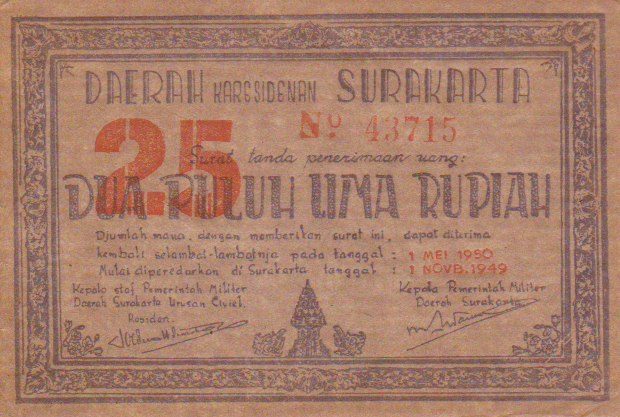 DAERAH KARESIDENAN SURAKARTA
25
No 43715
Surat tanda penerimaan uang:
DUA PULUH LIMA RUPIAH
Djumlah mana, dengan memberikan surat ini, dapat diterima
kembali selambat-lambatnja pada tanggal : 1 MEI 1950
Mulai diperedarkan di Surakarta tanggal : 1 NOVB. 1949
Kepala staf Pemerintah Militer
Daerah Surakarta Urusan Civiel.
Residen.
Kepala Pemerintah Militer
Daerah Surakarta